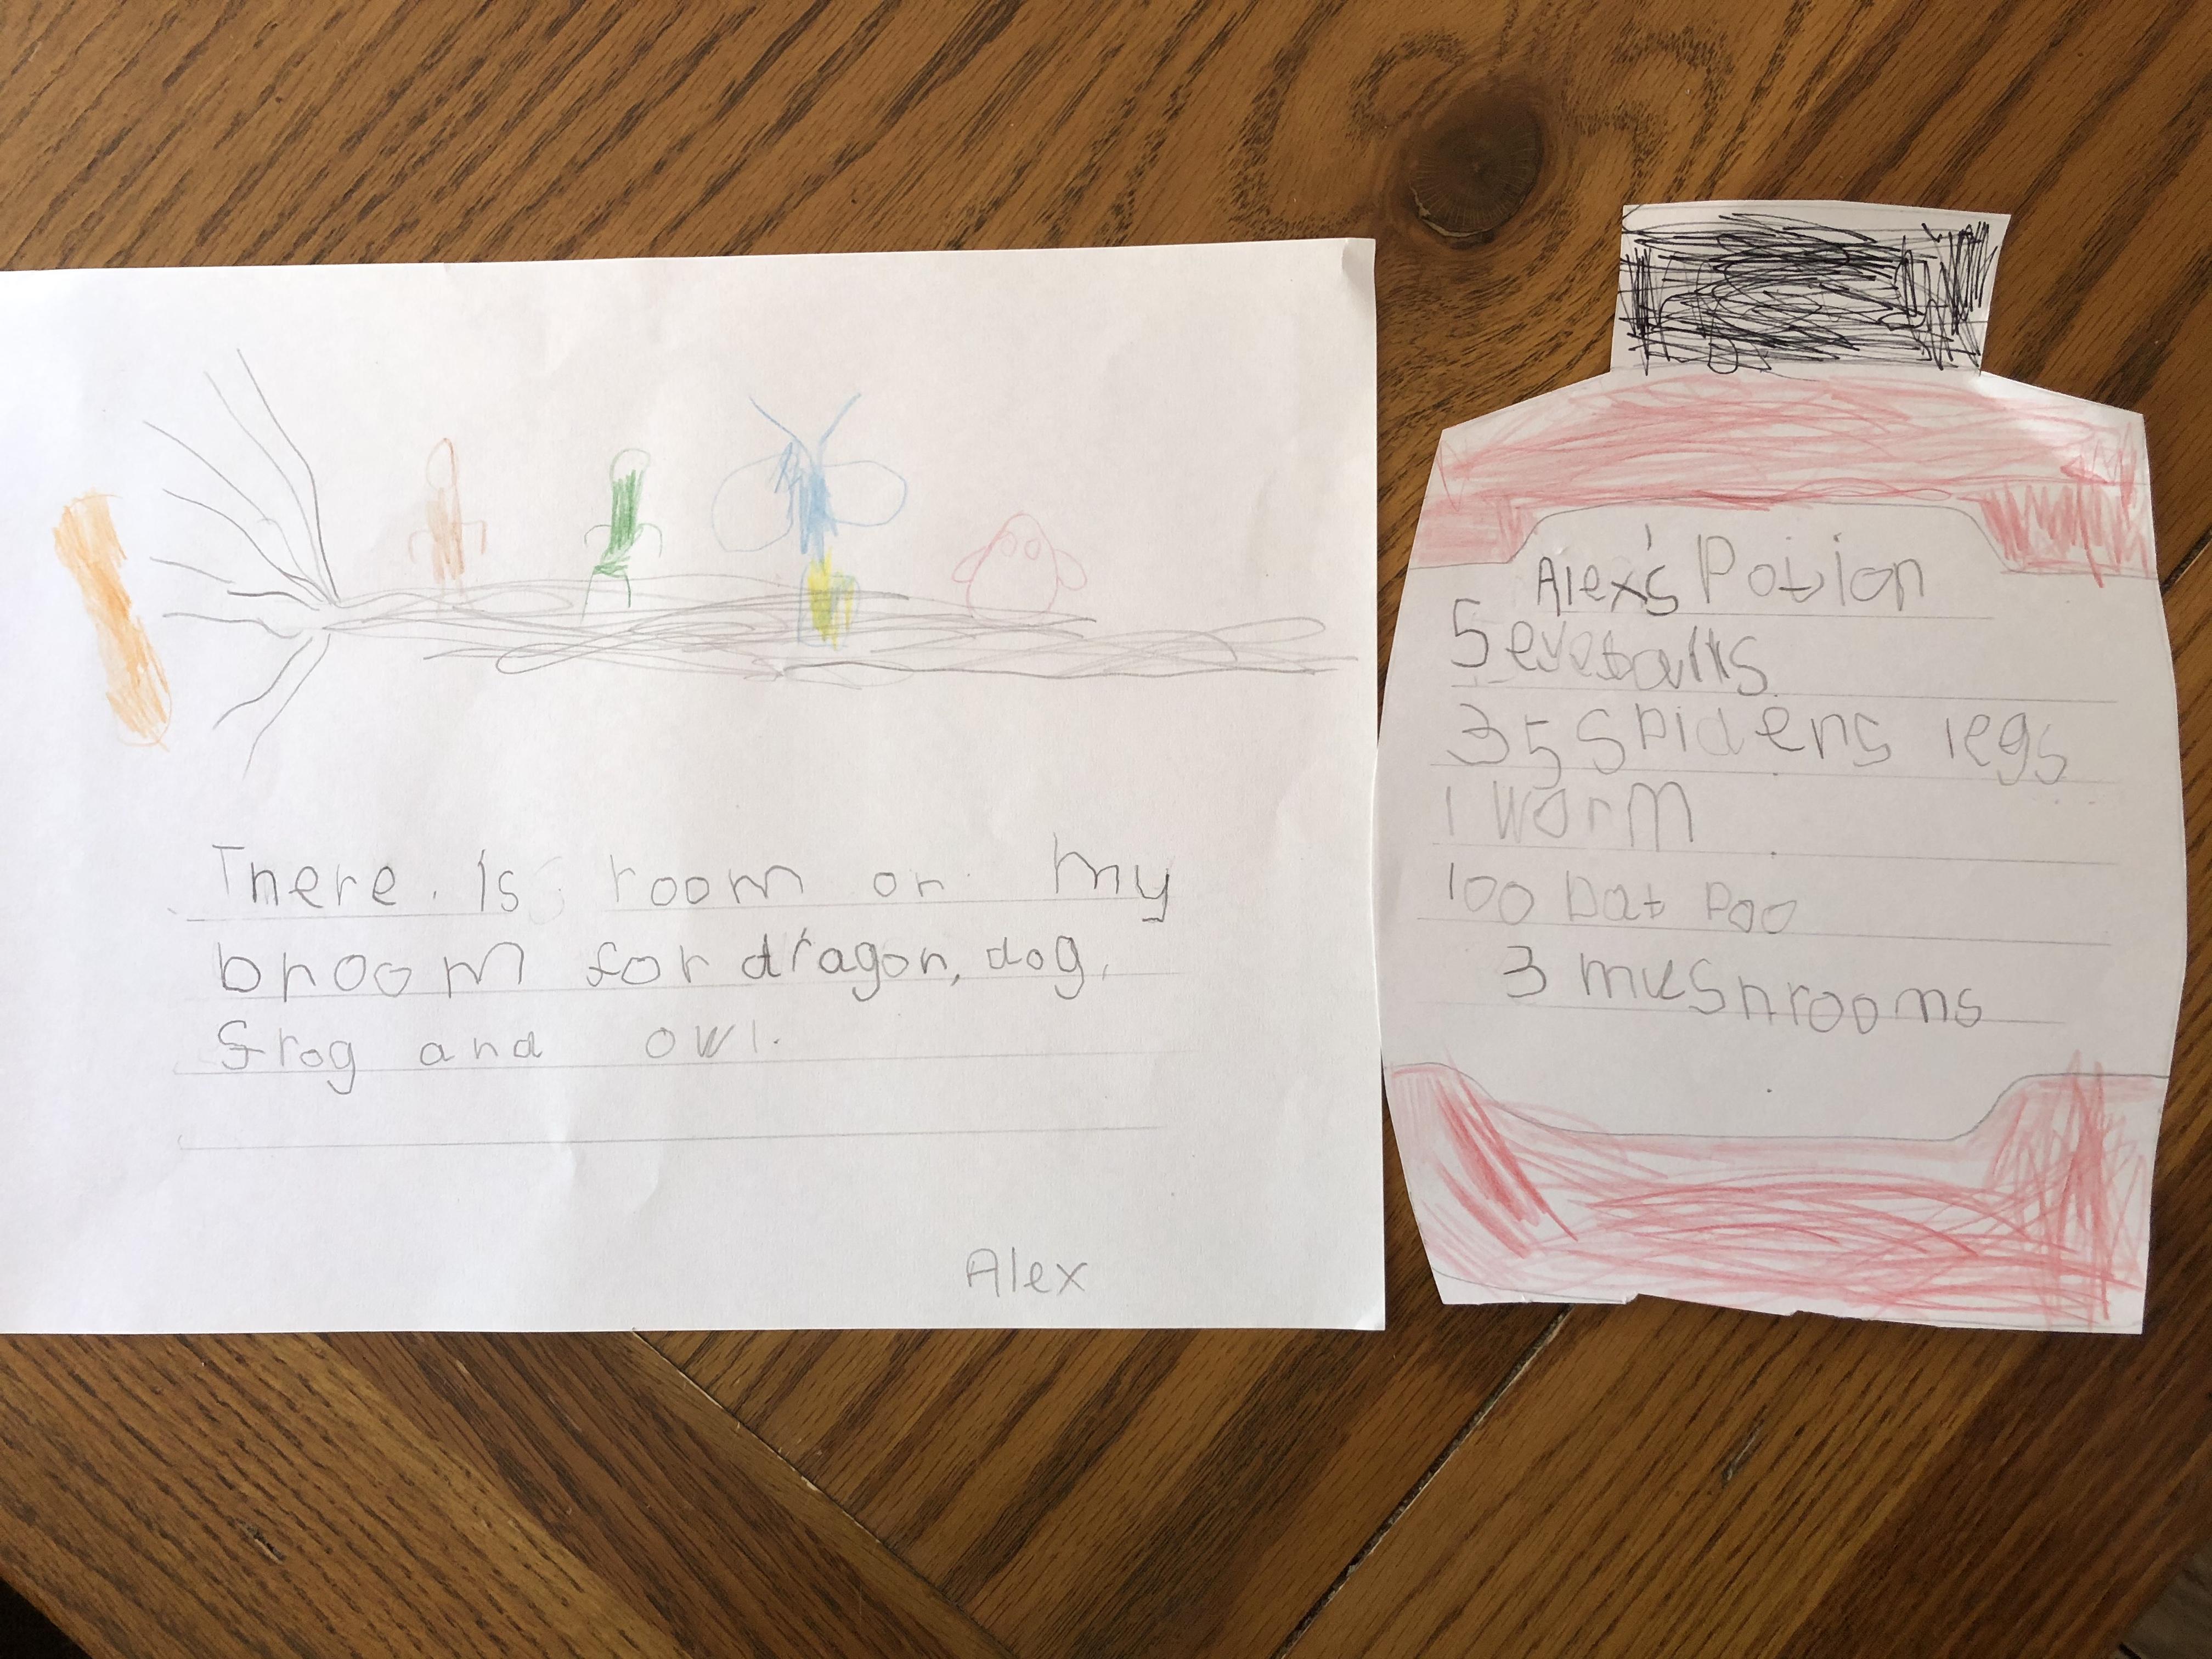 There is room on my
broom for dragon, dog,
frog and owl.
Alex
Alex's Potion
5 eyeballs
35 spiders legs
1 worm
100 bat poo
3 mushrooms